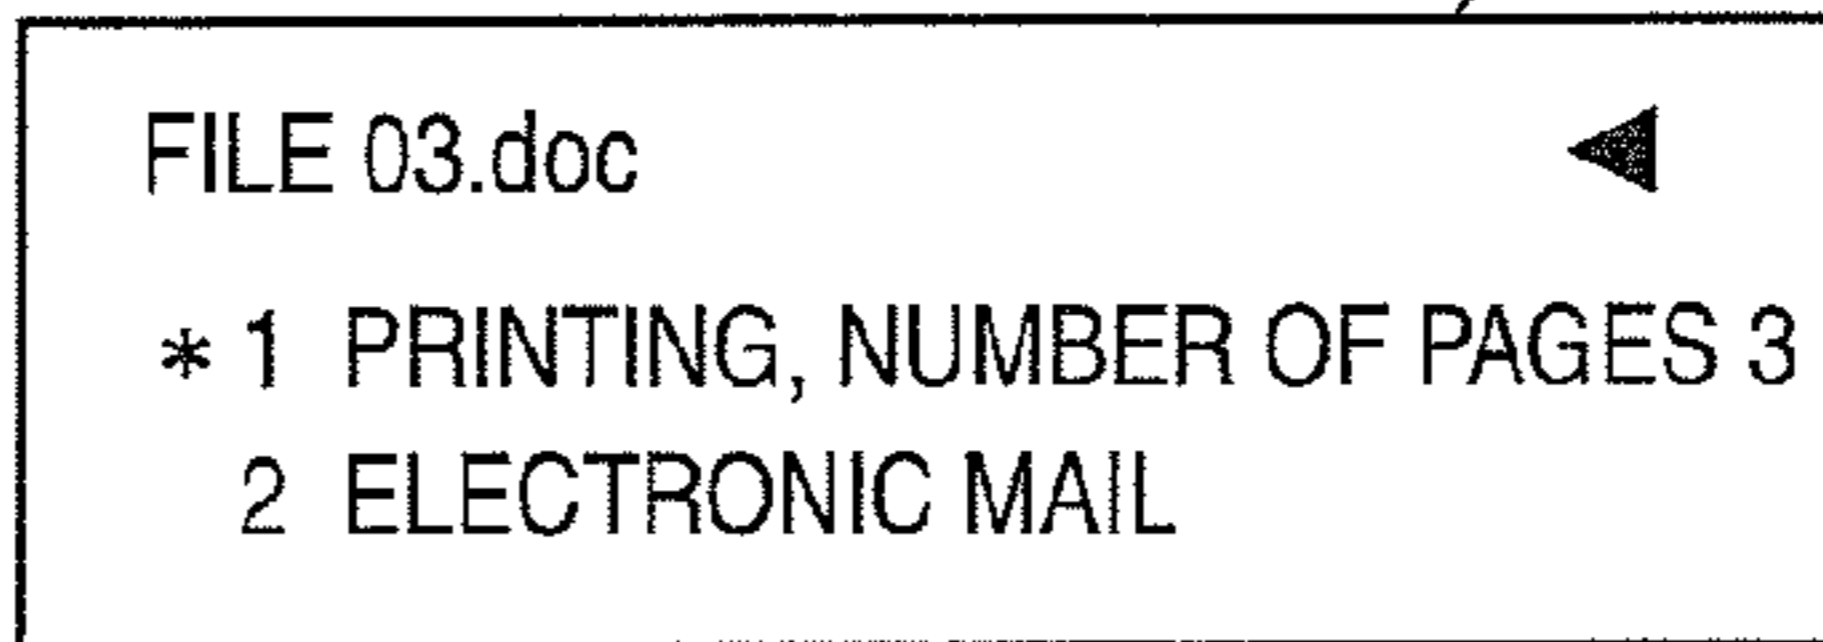 FILE 03.doc ◀
* 1 PRINTING, NUMBER OF PAGES 3
2 ELECTRONIC MAIL